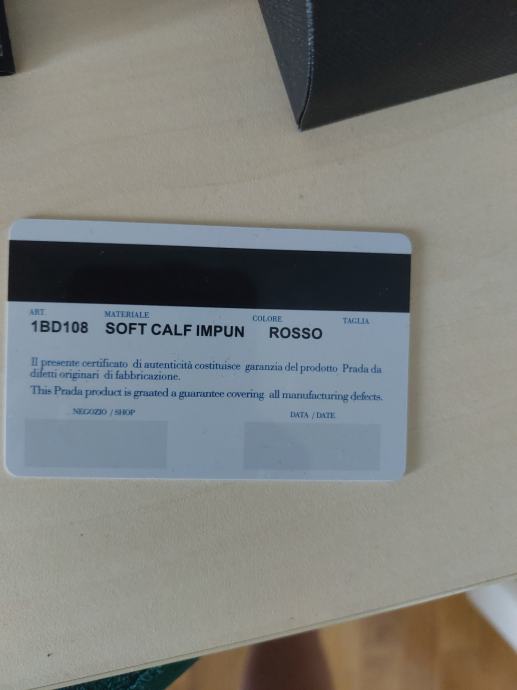 ART. MATERIALE COLORE TAGLIA
1BD108 SOFT CALF IMPUN ROSSO
Il presente certificato di autenticità costituisce garanzia del prodotto Prada da
difetti originari di fabbricazione.
This Prada product is graated a guarantee covering all manufacturing defects.
NEGOZIO / SHOP DATA / DATE